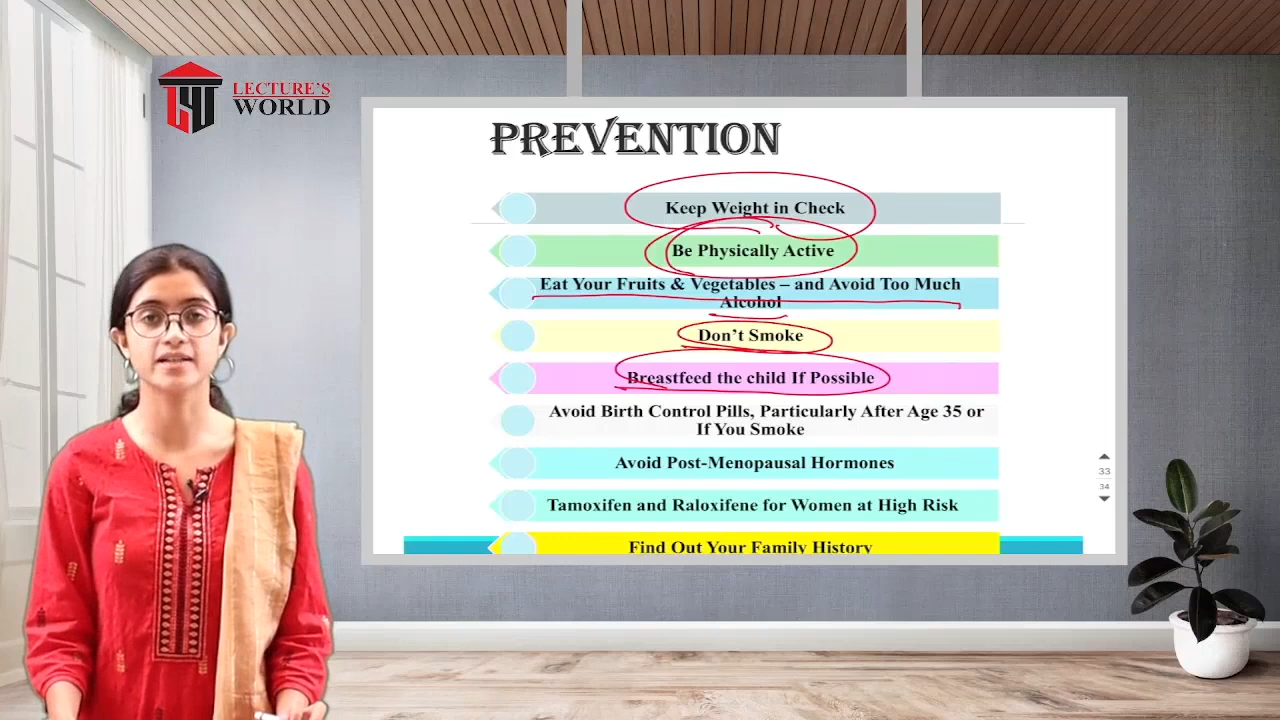 LECTURE'S
WORLD
PREVENTION
Keep Weight in Check
Be Physically Active
Eat Your Fruits & Vegetables – and Avoid Too Much
Alcohol
Don't Smoke
Breastfeed the child If Possible
Avoid Birth Control Pills, Particularly After Age 35 or
If You Smoke
Avoid Post-Menopausal Hormones
33
34
Tamoxifen and Raloxifene for Women at High Risk
Find Out Your Family History